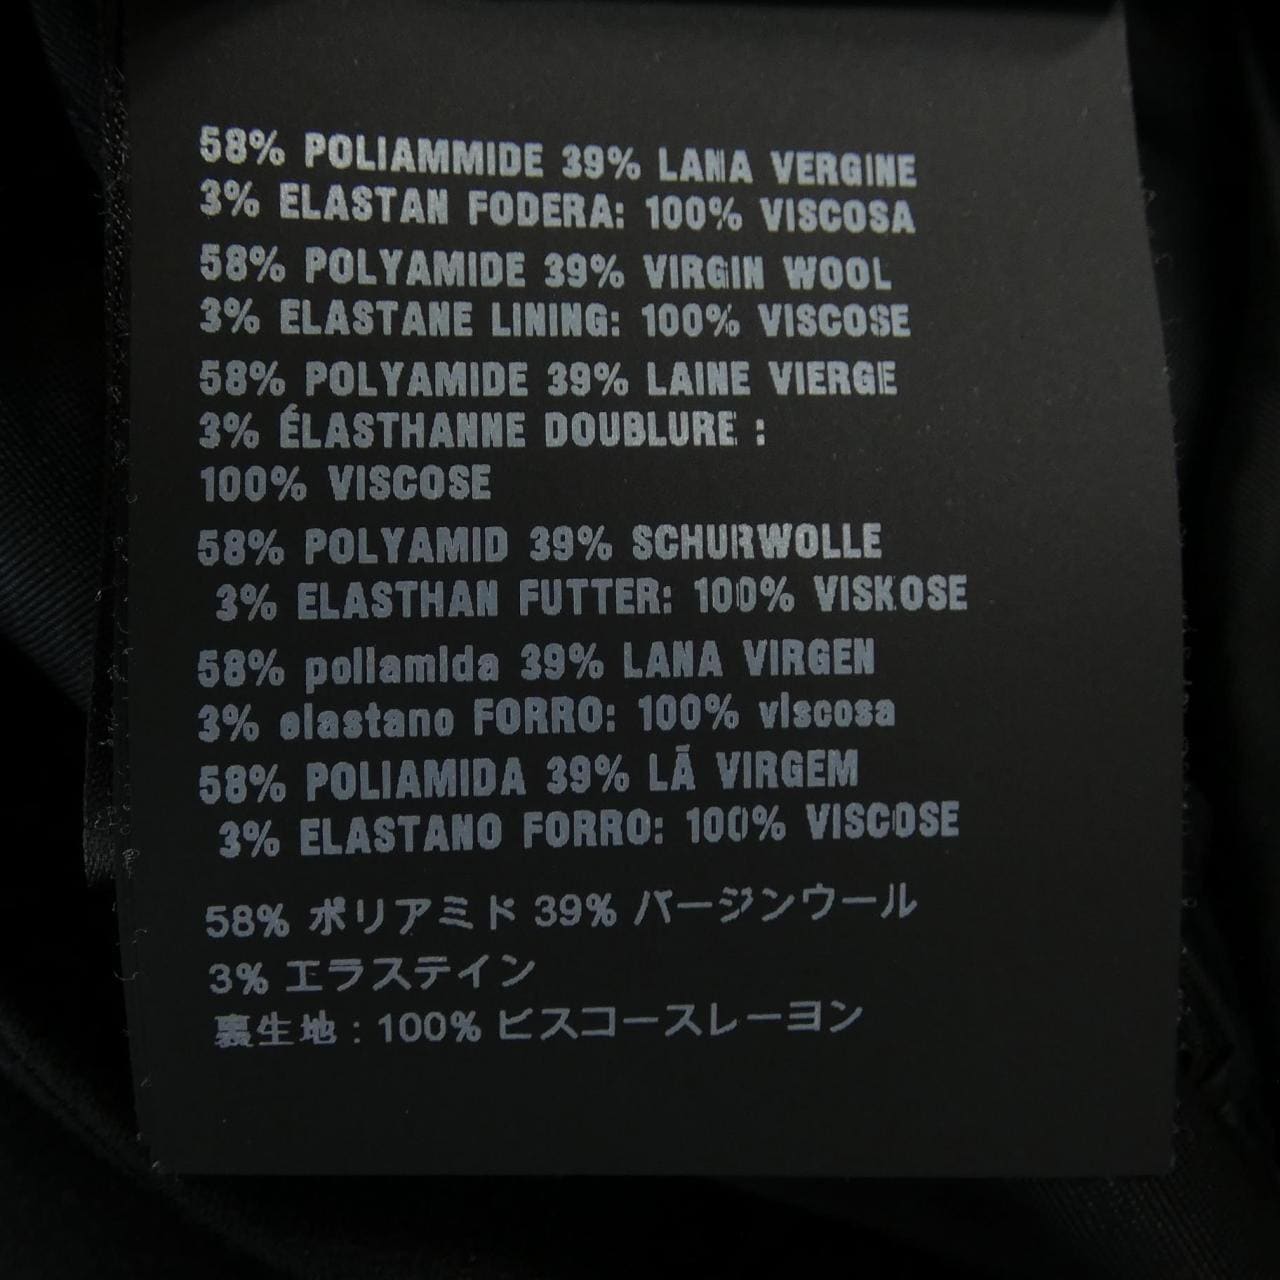 58% POLIAMMIDE 39% LANA VERGINE
3% ELASTAN FODERA: 100% VISCOSA
58% POLYAMIDE 39% VIRGIN WOOL
3% ELASTANE LINING: 100% VISCOSE
58% POLYAMIDE 39% LAINE VIERGE
3% ÉLASTHANNE DOUBLURE :
100% VISCOSE
58% POLYAMID 39% SCHURWOLLE
3% ELASTHAN FUTTER: 100% VISKOSE
58% poliamida 39% LANA VIRGEN
3% elastano FORRO: 100% viscosa
58% POLIAMIDA 39% LÃ VIRGEM
3% ELASTANO FORRO: 100% VISCOSE
58% ポリアミド 39% バージンウール
3% エラステイン
裏生地 : 100% ビスコースレーヨン